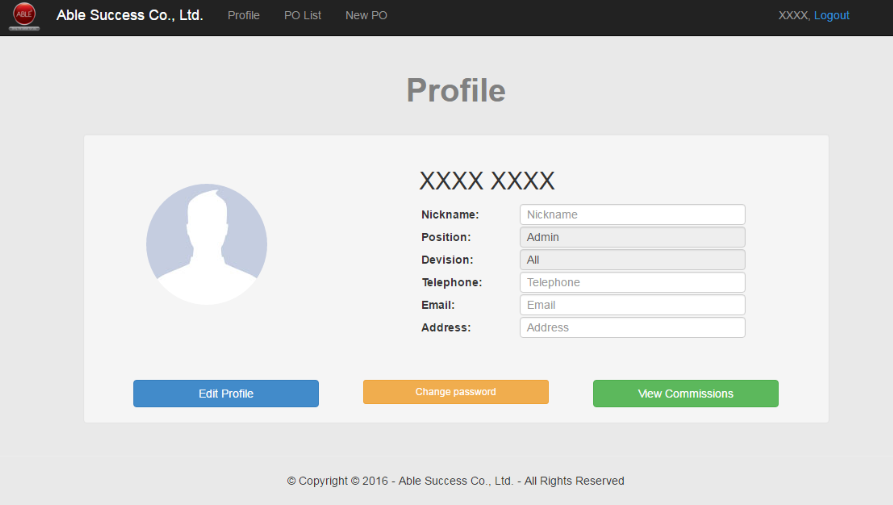 ABLE
Able Success Co., Ltd. Profile PO List New PO XXXX, Logout
Profile
XXXX XXXX
Nickname: Nickname
Position: Admin
Devision: All
Telephone: Telephone
Email: Email
Address: Address
Edit Profile Change password View Commissions
© Copyright © 2016 - Able Success Co., Ltd. - All Rights Reserved